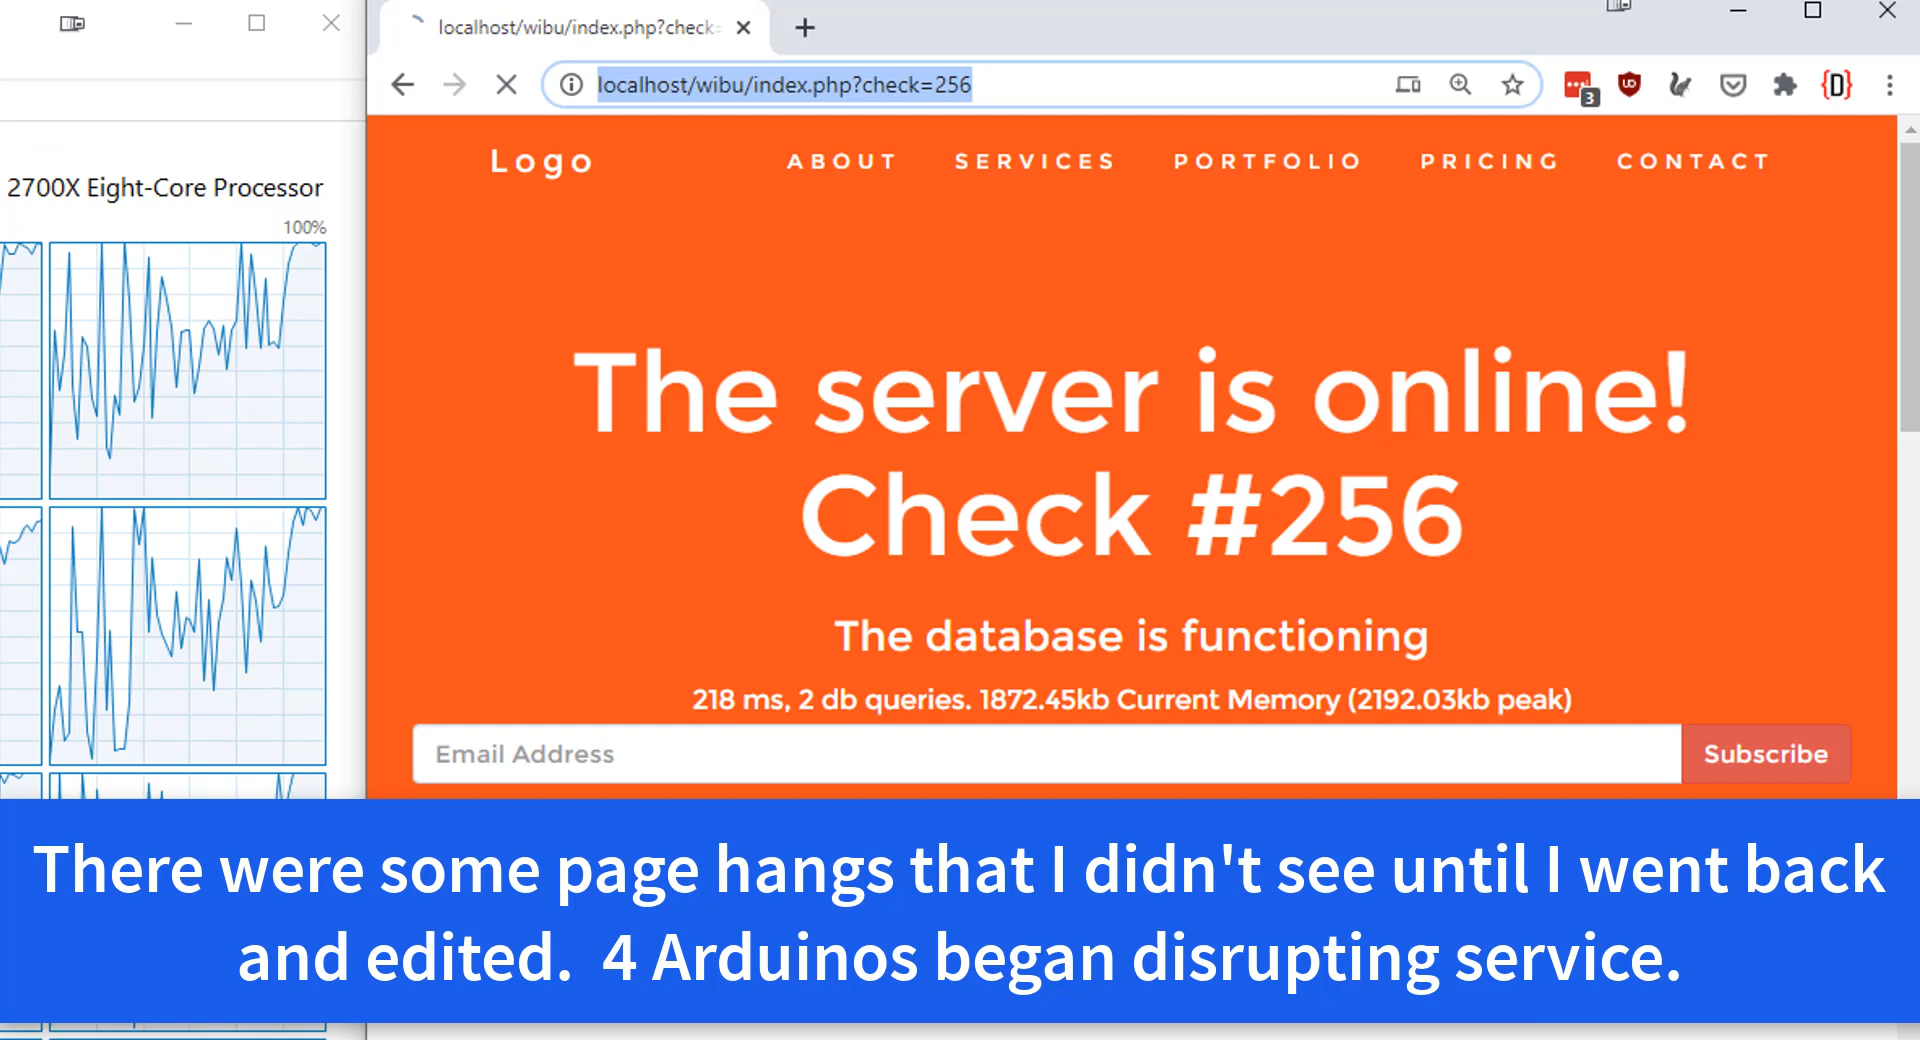 localhost/wibu/index.php?check=
localhost/wibu/index.php?check=256
3
2700X Eight-Core Processor
100%
Logo
ABOUT
SERVICES
PORTFOLIO
PRICING
CONTACT
The server is online!
Check #256
The database is functioning
218 ms, 2 db queries. 1872.45kb Current Memory (2192.03kb peak)
Email Address
Subscribe
There were some page hangs that I didn't see until I went back
and edited.  4 Arduinos began disrupting service.